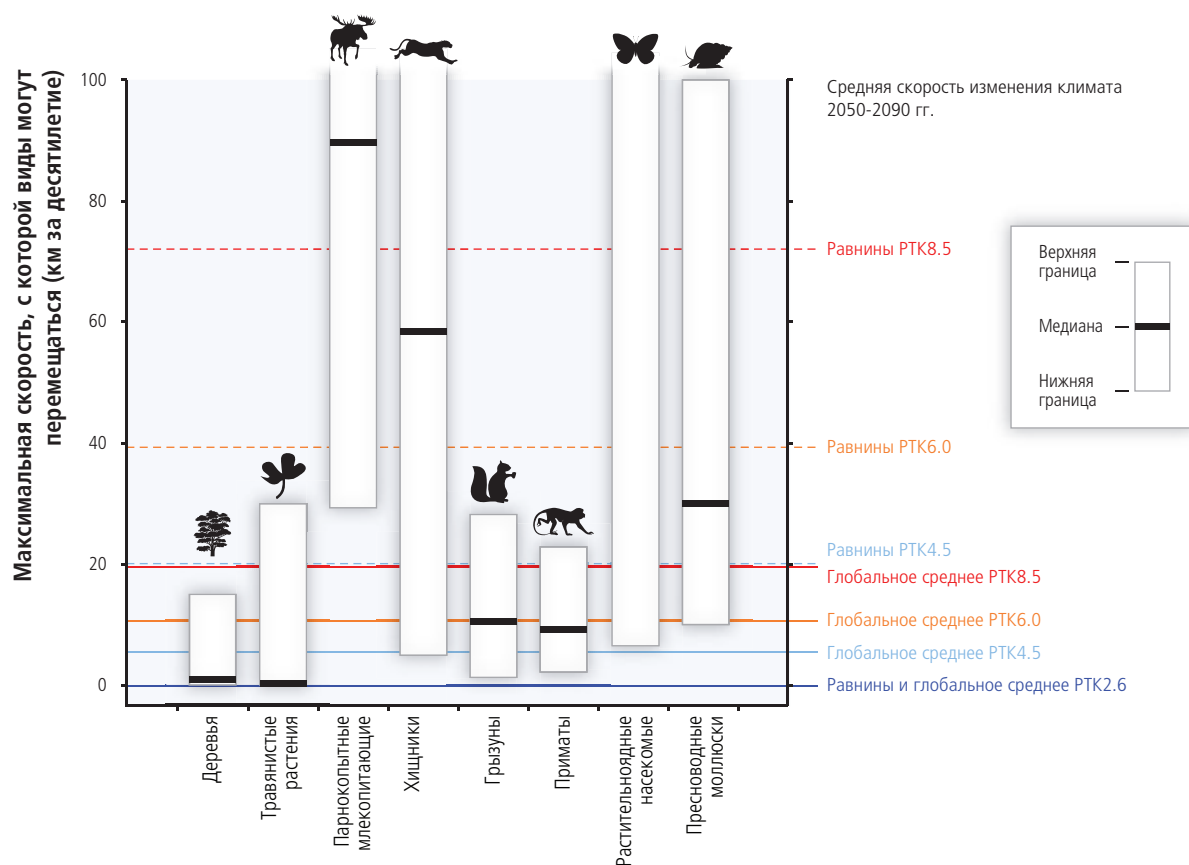 Максимальная скорость, с которой виды могут
перемещаться (км за десятилетие)
100
80
60
40
20
0
Средняя скорость изменения климата
2050-2090 гг.
Равнины РТК8.5
Равнины РТК6.0
Равнины РТК4.5
Глобальное среднее РТК8.5
Глобальное среднее РТК6.0
Глобальное среднее РТК4.5
Равнины и глобальное среднее РТК2.6
Верхняя
граница
Медиана
Нижняя
граница
Деревья
Травянистые
растения
Парнокопытные
млекопитающие
Хищники
Грызуны
Приматы
Растительноядные
насекомые
Пресноводные
моллюски